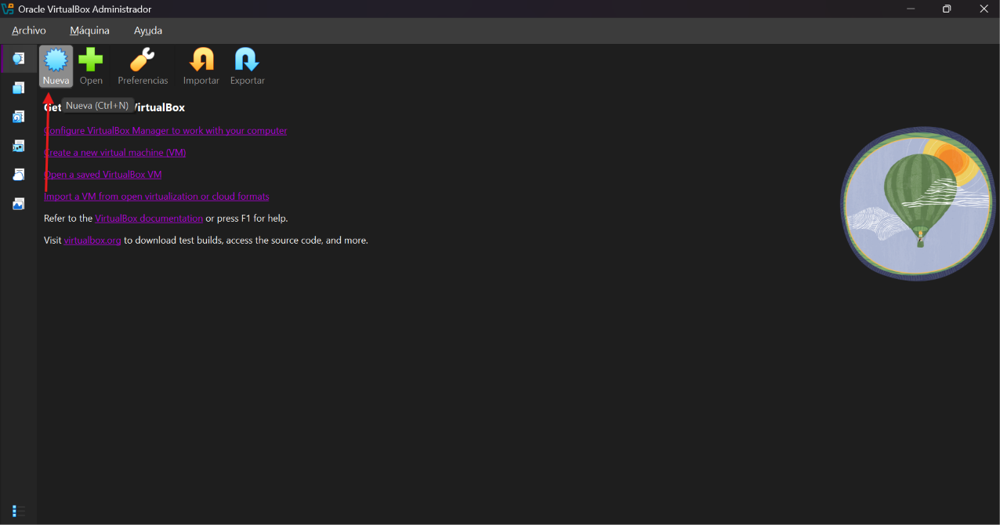 Oracle VirtualBox Administrador
Archivo Máquina Ayuda
Nueva Open Preferencias Importar Exportar
Nueva (Ctrl+N)
Get VirtualBox
Configure VirtualBox Manager to work with your computer
Create a new virtual machine (VM)
Open a saved VirtualBox VM
Import a VM from open virtualization or cloud formats
Refer to the VirtualBox documentation or press F1 for help.
Visit virtualbox.org to download test builds, access the source code, and more.